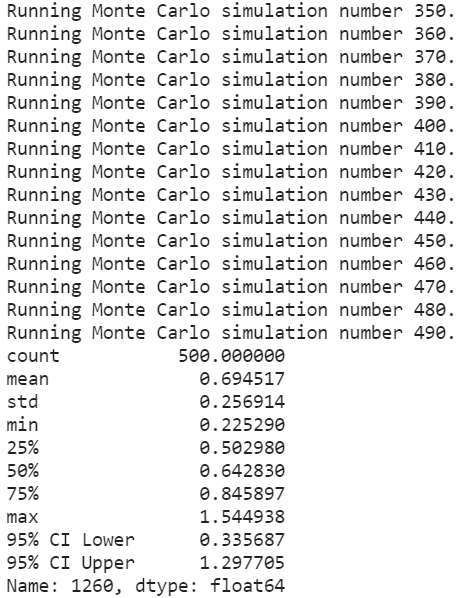 Running Monte Carlo simulation number 350.
Running Monte Carlo simulation number 360.
Running Monte Carlo simulation number 370.
Running Monte Carlo simulation number 380.
Running Monte Carlo simulation number 390.
Running Monte Carlo simulation number 400.
Running Monte Carlo simulation number 410.
Running Monte Carlo simulation number 420.
Running Monte Carlo simulation number 430.
Running Monte Carlo simulation number 440.
Running Monte Carlo simulation number 450.
Running Monte Carlo simulation number 460.
Running Monte Carlo simulation number 470.
Running Monte Carlo simulation number 480.
Running Monte Carlo simulation number 490.
count           500.000000
mean              0.694517
std               0.256914
min               0.225290
25%               0.502980
50%               0.642830
75%               0.845897
max               1.544938
95% CI Lower      0.335687
95% CI Upper      1.297705
Name: 1260, dtype: float64